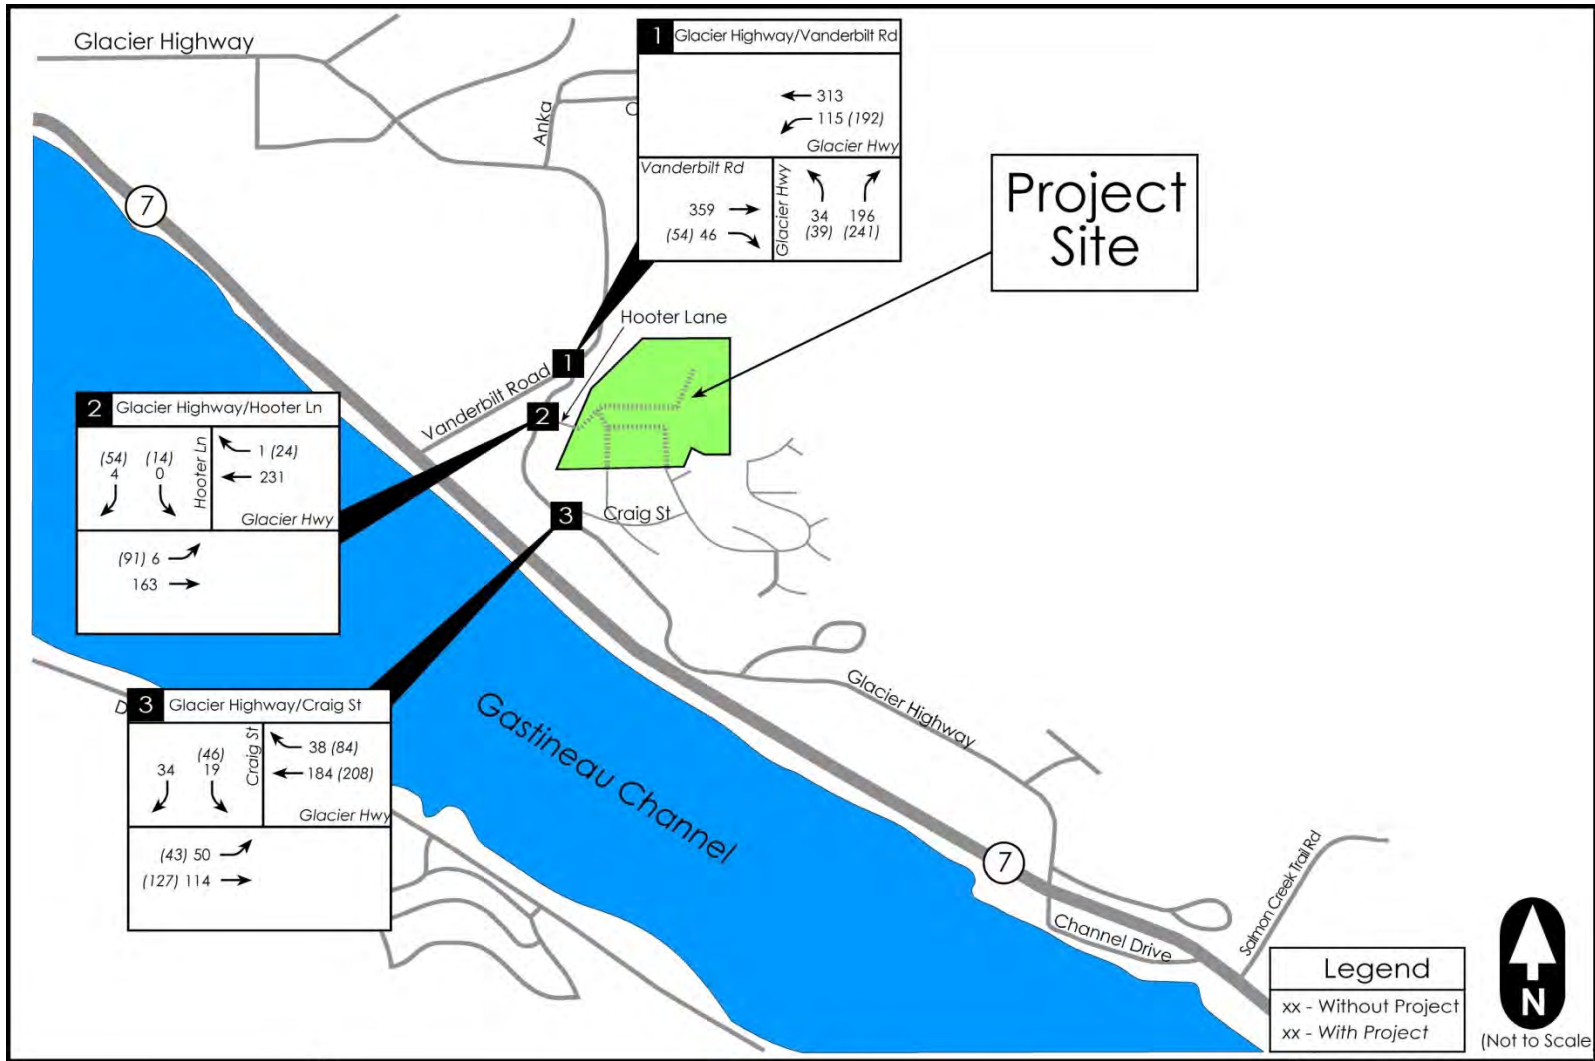 Glacier Highway
Anka
C
7
1
Glacier Highway/Vanderbilt Rd
313
115 (192)
Glacier Hwy
Vanderbilt Rd
359
(54) 46
Glacier Hwy
34 196
(39) (241)
Project
Site
Hooter Lane
1
Vanderbilt Road
2
2
Glacier Highway/Hooter Ln
(54) (14)
4 0
Hooter Ln
1 (24)
231
Glacier Hwy
(91) 6
163
3
Craig St
3
Glacier Highway/Craig St
D
(46)
34 19
Craig St
38 (84)
184 (208)
Glacier Hwy
(43) 50
(127) 114
Gastineau Channel
Glacier Highway
7
Channel Drive
Salmon Creek Trail Rd
Legend
xx - Without Project
xx - With Project
N
(Not to Scale